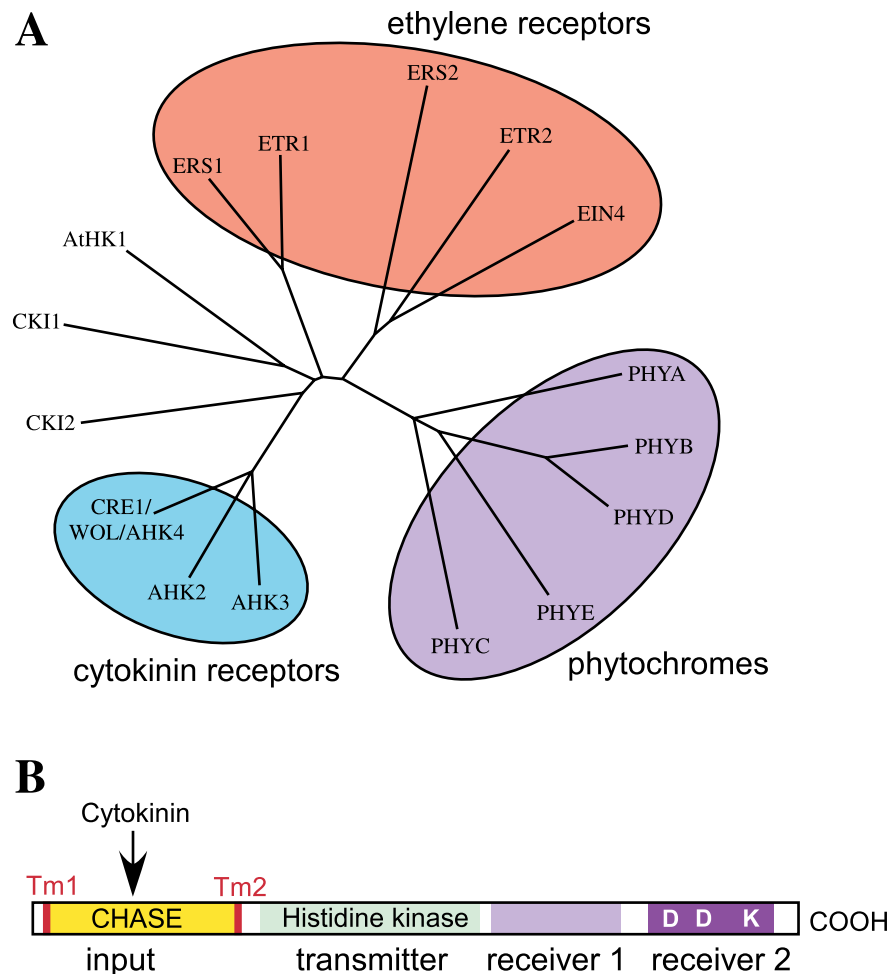 A
ethylene receptors
ERS2
ETR1
ETR2
ERS1
EIN4
AtHK1
CKI1
PHYA
CKI2
PHYB
CRE1/
WOL/AHK4
PHYD
AHK2
AHK3
PHYE
PHYC
cytokinin receptors
phytochromes
B
Cytokinin
Tm1
Tm2
CHASE
Histidine kinase
D D K
COOH
input
transmitter
receiver 1
receiver 2